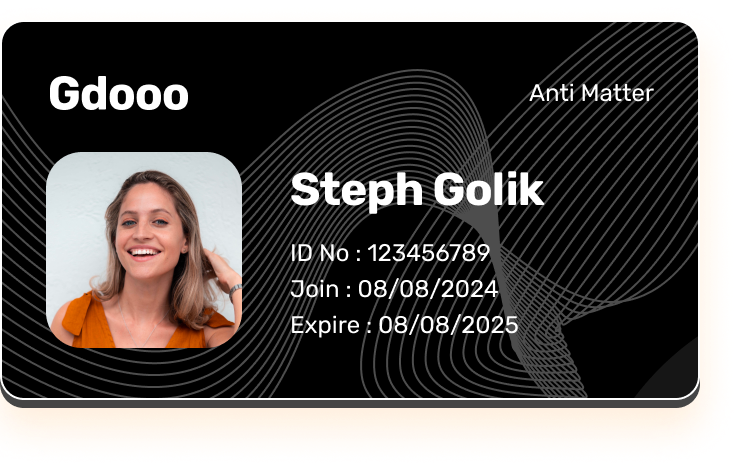 Gdooo
Anti Matter
Steph Golik
ID No : 123456789
Join : 08/08/2024
Expire : 08/08/2025